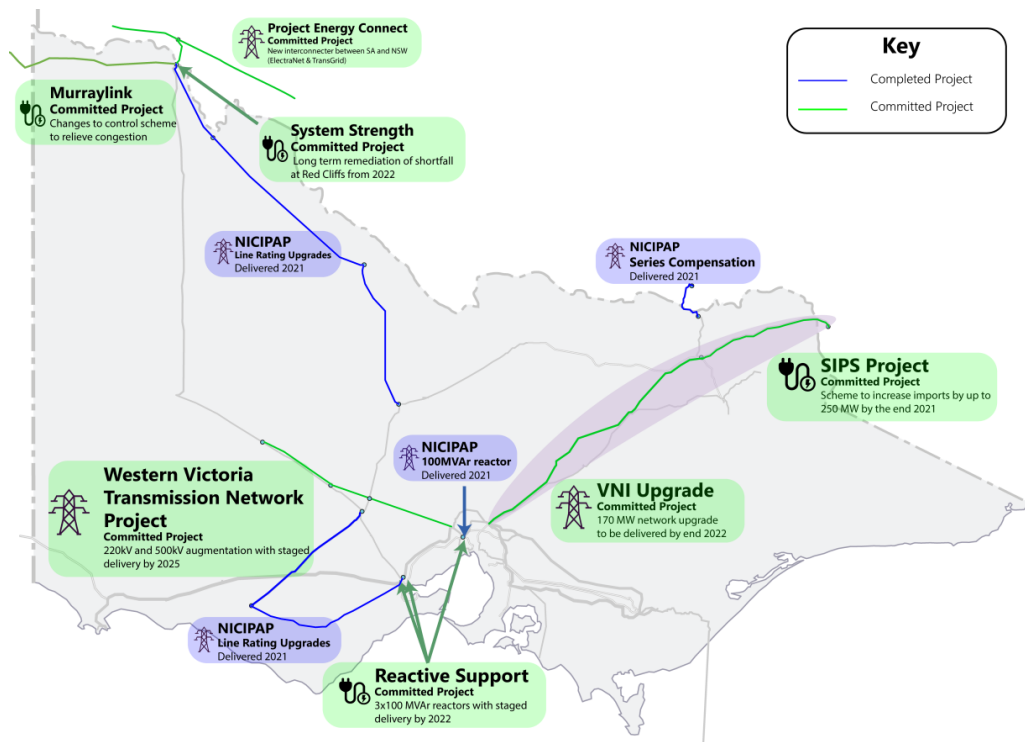 Project Energy Connect
Committed Project
New interconnecter between SA and NSW
(ElectraNet & TransGrid)
Key
Completed Project
Committed Project
Murraylink
Committed Project
Changes to control scheme
to relieve congestion
System Strength
Committed Project
Long term remediation of shortfall
at Red Cliffs from 2022
NICIPAP
Line Rating Upgrades
Delivered 2021
NICIPAP
Series Compensation
Delivered 2021
SIPS Project
Committed Project
Scheme to increase imports by up to
250 MW by the end 2021
NICIPAP
100MVAr reactor
Delivered 2021
Western Victoria
Transmission Network
Project
Committed Project
220kV and 500kV augmentation with staged
delivery by 2025
VNI Upgrade
Committed Project
170 MW network upgrade
to be delivered by end 2022
NICIPAP
Line Rating Upgrades
Delivered 2021
Reactive Support
Committed Project
3x100 MVAr reactors with staged
delivery by 2022